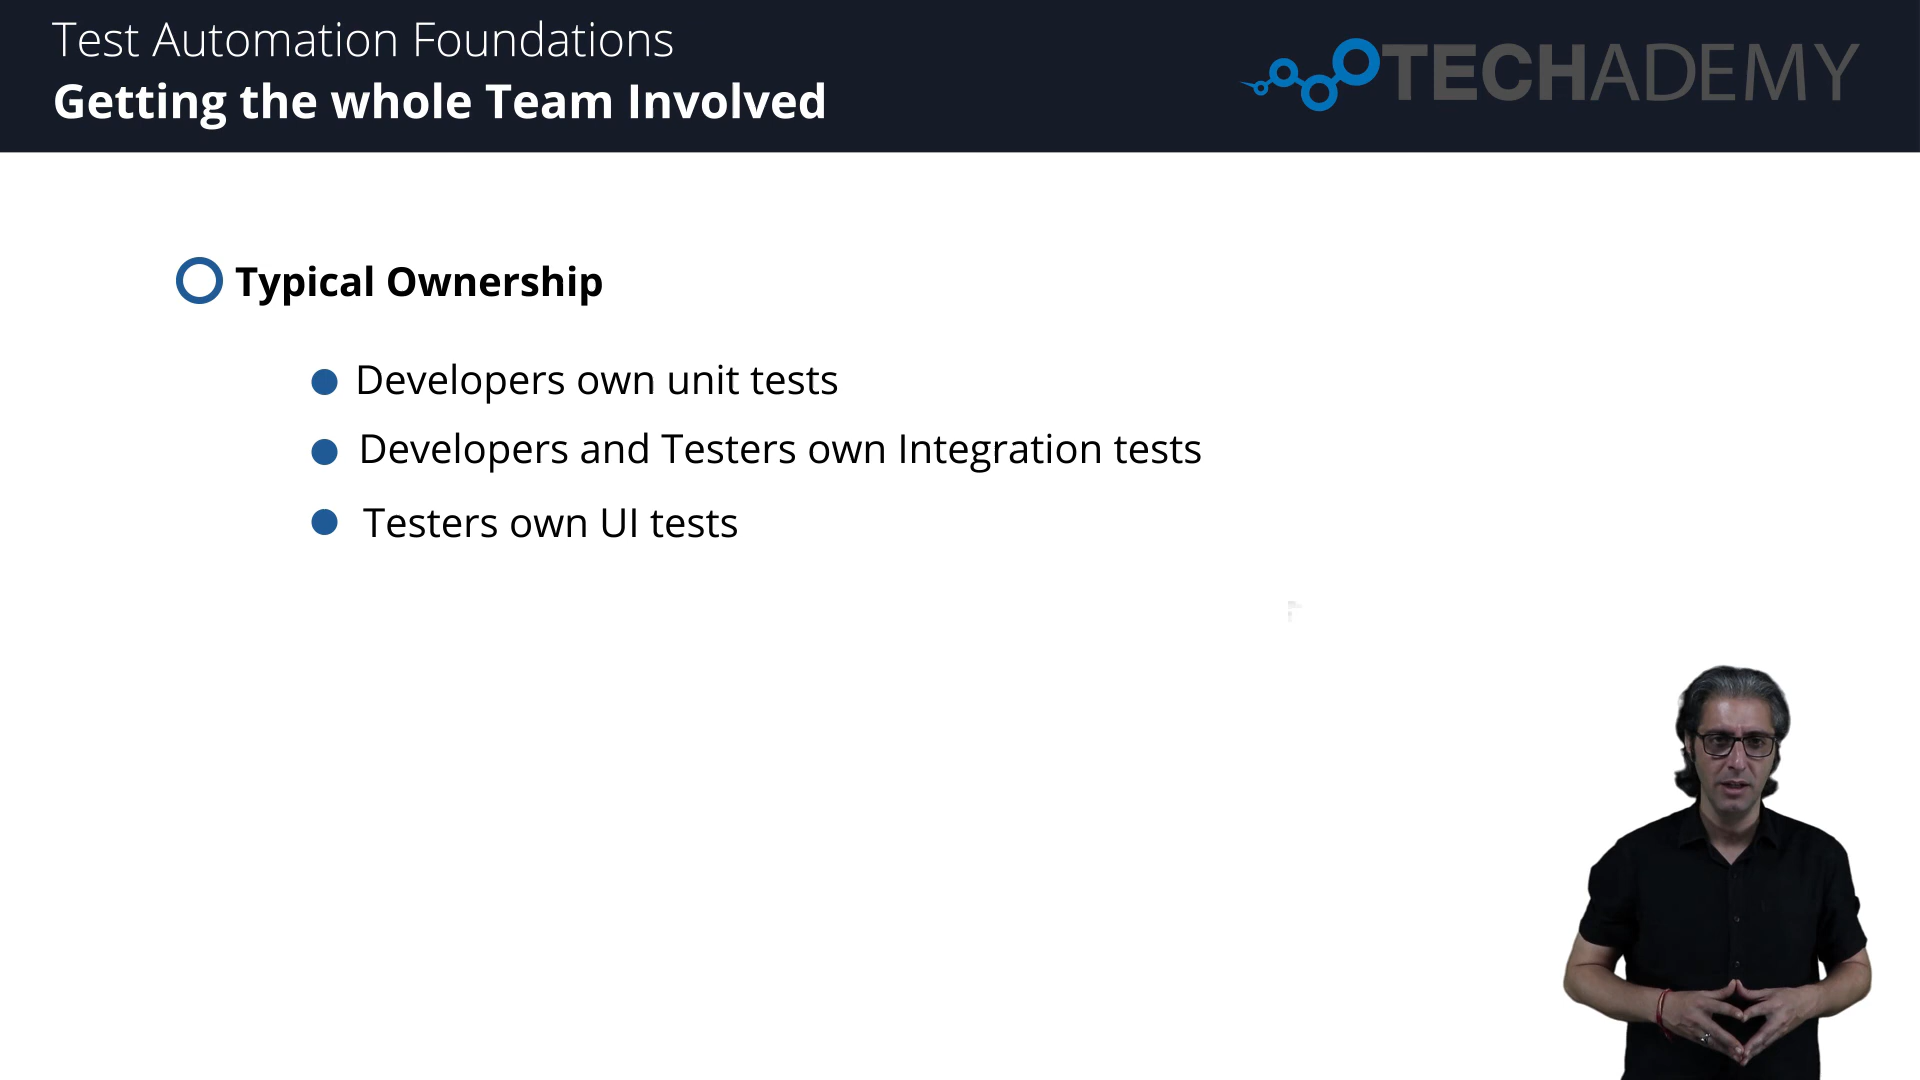 Test Automation Foundations
Getting the whole Team Involved
TECHADEMY
Typical Ownership
Developers own unit tests
Developers and Testers own Integration tests
Testers own UI tests